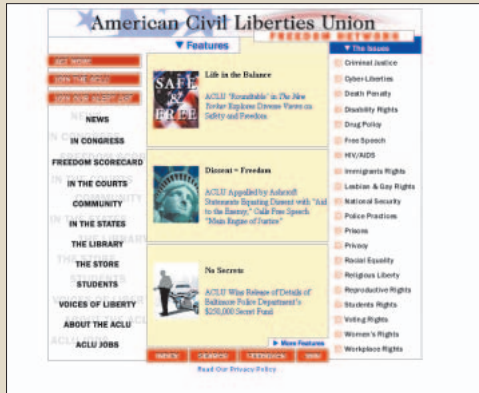 American Civil Liberties Union
FREEDOM NETWORK
Features
The Issues
ACT NOW
JOIN THE ACLU
NEWS
IN CONGRESS
FREEDOM SCORECARD
IN THE COURTS
COMMUNITY
IN THE STATES
THE LIBRARY
THE STORE
STUDENTS
VOICES OF LIBERTY
ABOUT THE ACLU
ACLU JOBS
SAFE
&
FREE
Life in the Balance
ACLU "Roundtable" in The New
Yorker Explores Diverse Views on
Safety and Freedom
Dissent = Freedom
ACLU Appalled by Ashcroft
Statements Equating Dissent with "Aid
to the Enemy," Calls Free Speech
"Main Engine of Justice"
No Secrets
ACLU Wins Release of Details of
Baltimore Police Department's
$250,000 Secret Fund
More Features
Criminal Justice
Cyber-Liberties
Death Penalty
Disability Rights
Drug Policy
Free Speech
HIV/AIDS
Immigrants Rights
Lesbian & Gay Rights
National Security
Police Practices
Prisons
Privacy
Racial Equality
Religious Liberty
Reproductive Rights
Students Rights
Voting Rights
Women's Rights
Workplace Rights
Read Our Privacy Policy